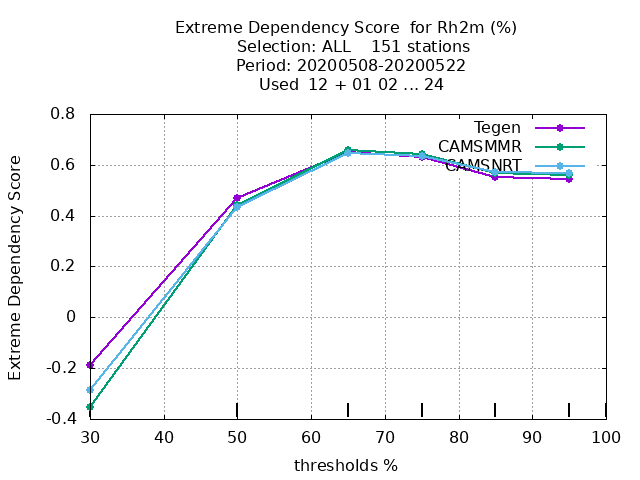 Extreme Dependency Score  for Rh2m (%)
Selection: ALL    151 stations
Period: 20200508-20200522
Used  12 + 01 02 ... 24
Extreme Dependency Score
0.8
0.6
0.4
0.2
0
-0.2
-0.4
Tegen
CAMSMMR
CAMSNRT
30 40 50 60 70 80 90 100
thresholds %